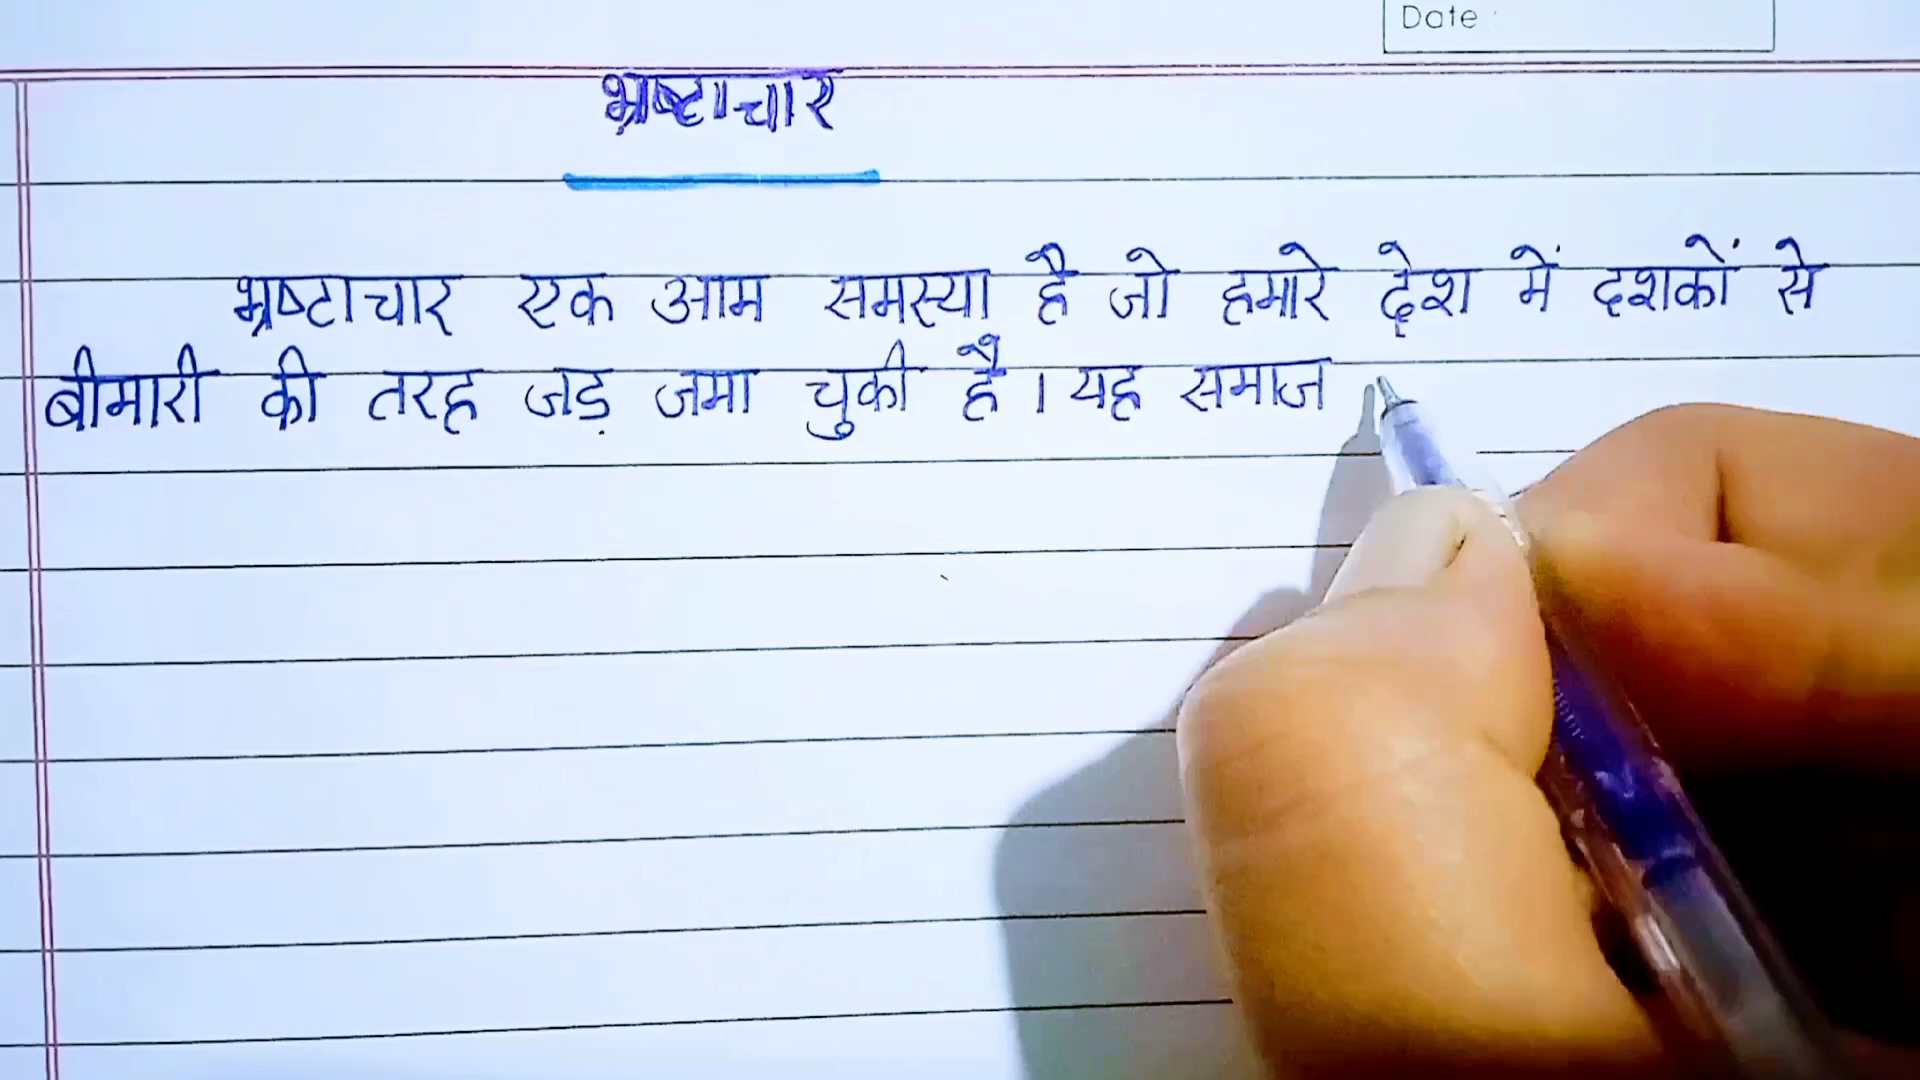 Date :
भ्रष्टाचार
भ्रष्टाचार एक आम समस्या है जो हमारे देश में दशकों से
बीमारी की तरह जड़ जमा चुकी है । यह समाज